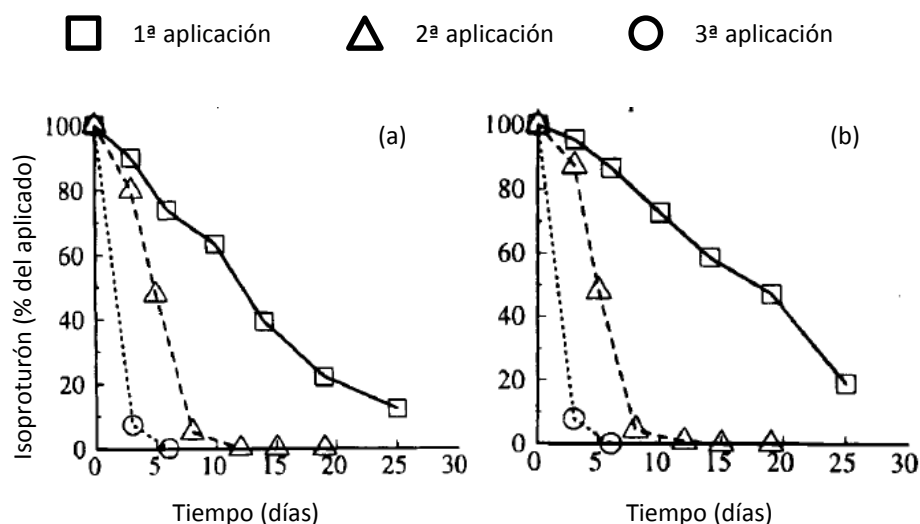 1ª aplicación 2ª aplicación 3ª aplicación
(a) (b)
Isoproturón (% del aplicado)
100 100
80 80
60 60
40 40
20 20
0 0
0 5 10 15 20 25 30 0 5 10 15 20 25 30
Tiempo (días) Tiempo (días)